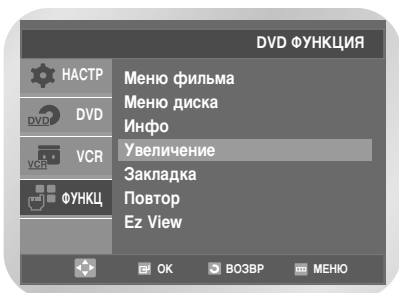 DVD ФУНКЦИЯ
НАСТР
DVD
DVD
VCR
VCR
ФУНКЦ
Меню фильма
Меню диска
Инфо
Увеличение
Закладка
Повтор
Ez View
ОК ВОЗВР МЕНЮ